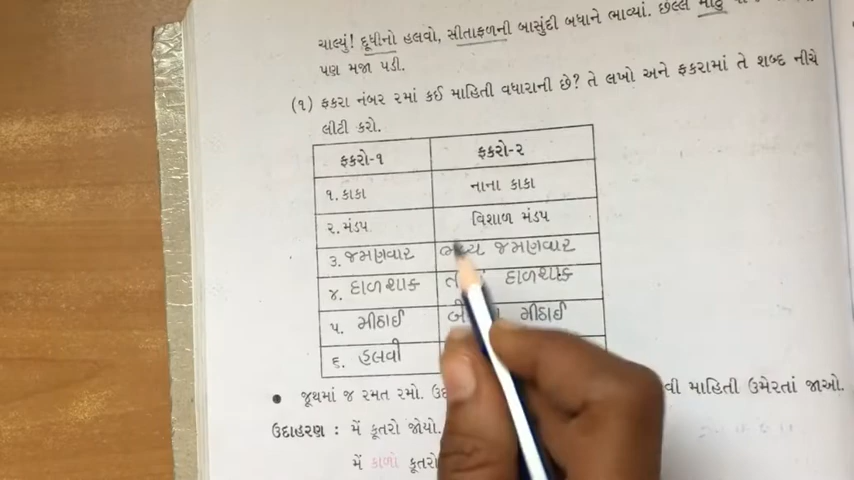 ચાલ્યું! દૂધીનો હલવો, સીતાફળની બાસુંદી બધાને ભાવ્યાં. છેલ્લે
પણ મજા પડી.
(૧) ફકરા નંબર ૨માં કઈ માહિતી વધારાની છે? તે લખો અને ફકરામાં તે શબ્દ નીચે
લીટી કરો.
ફકરો-૧ ફકરો-૨
૧. કાકા નાના કાકા
૨. મંડપ વિશાળ મંડપ
૩. જમણવાર ભવ્ય જમણવાર
૪. દાળશાક દાળશાક
૫. મીઠાઈ મીઠાઈ
૬. હલવો
● જૂથમાં જ રમત રમો. માહિતી ઉમેરતાં જાઓ.
ઉદાહરણ : મેં કૂતરો જોયો.
મેં કાળો કૂતરો